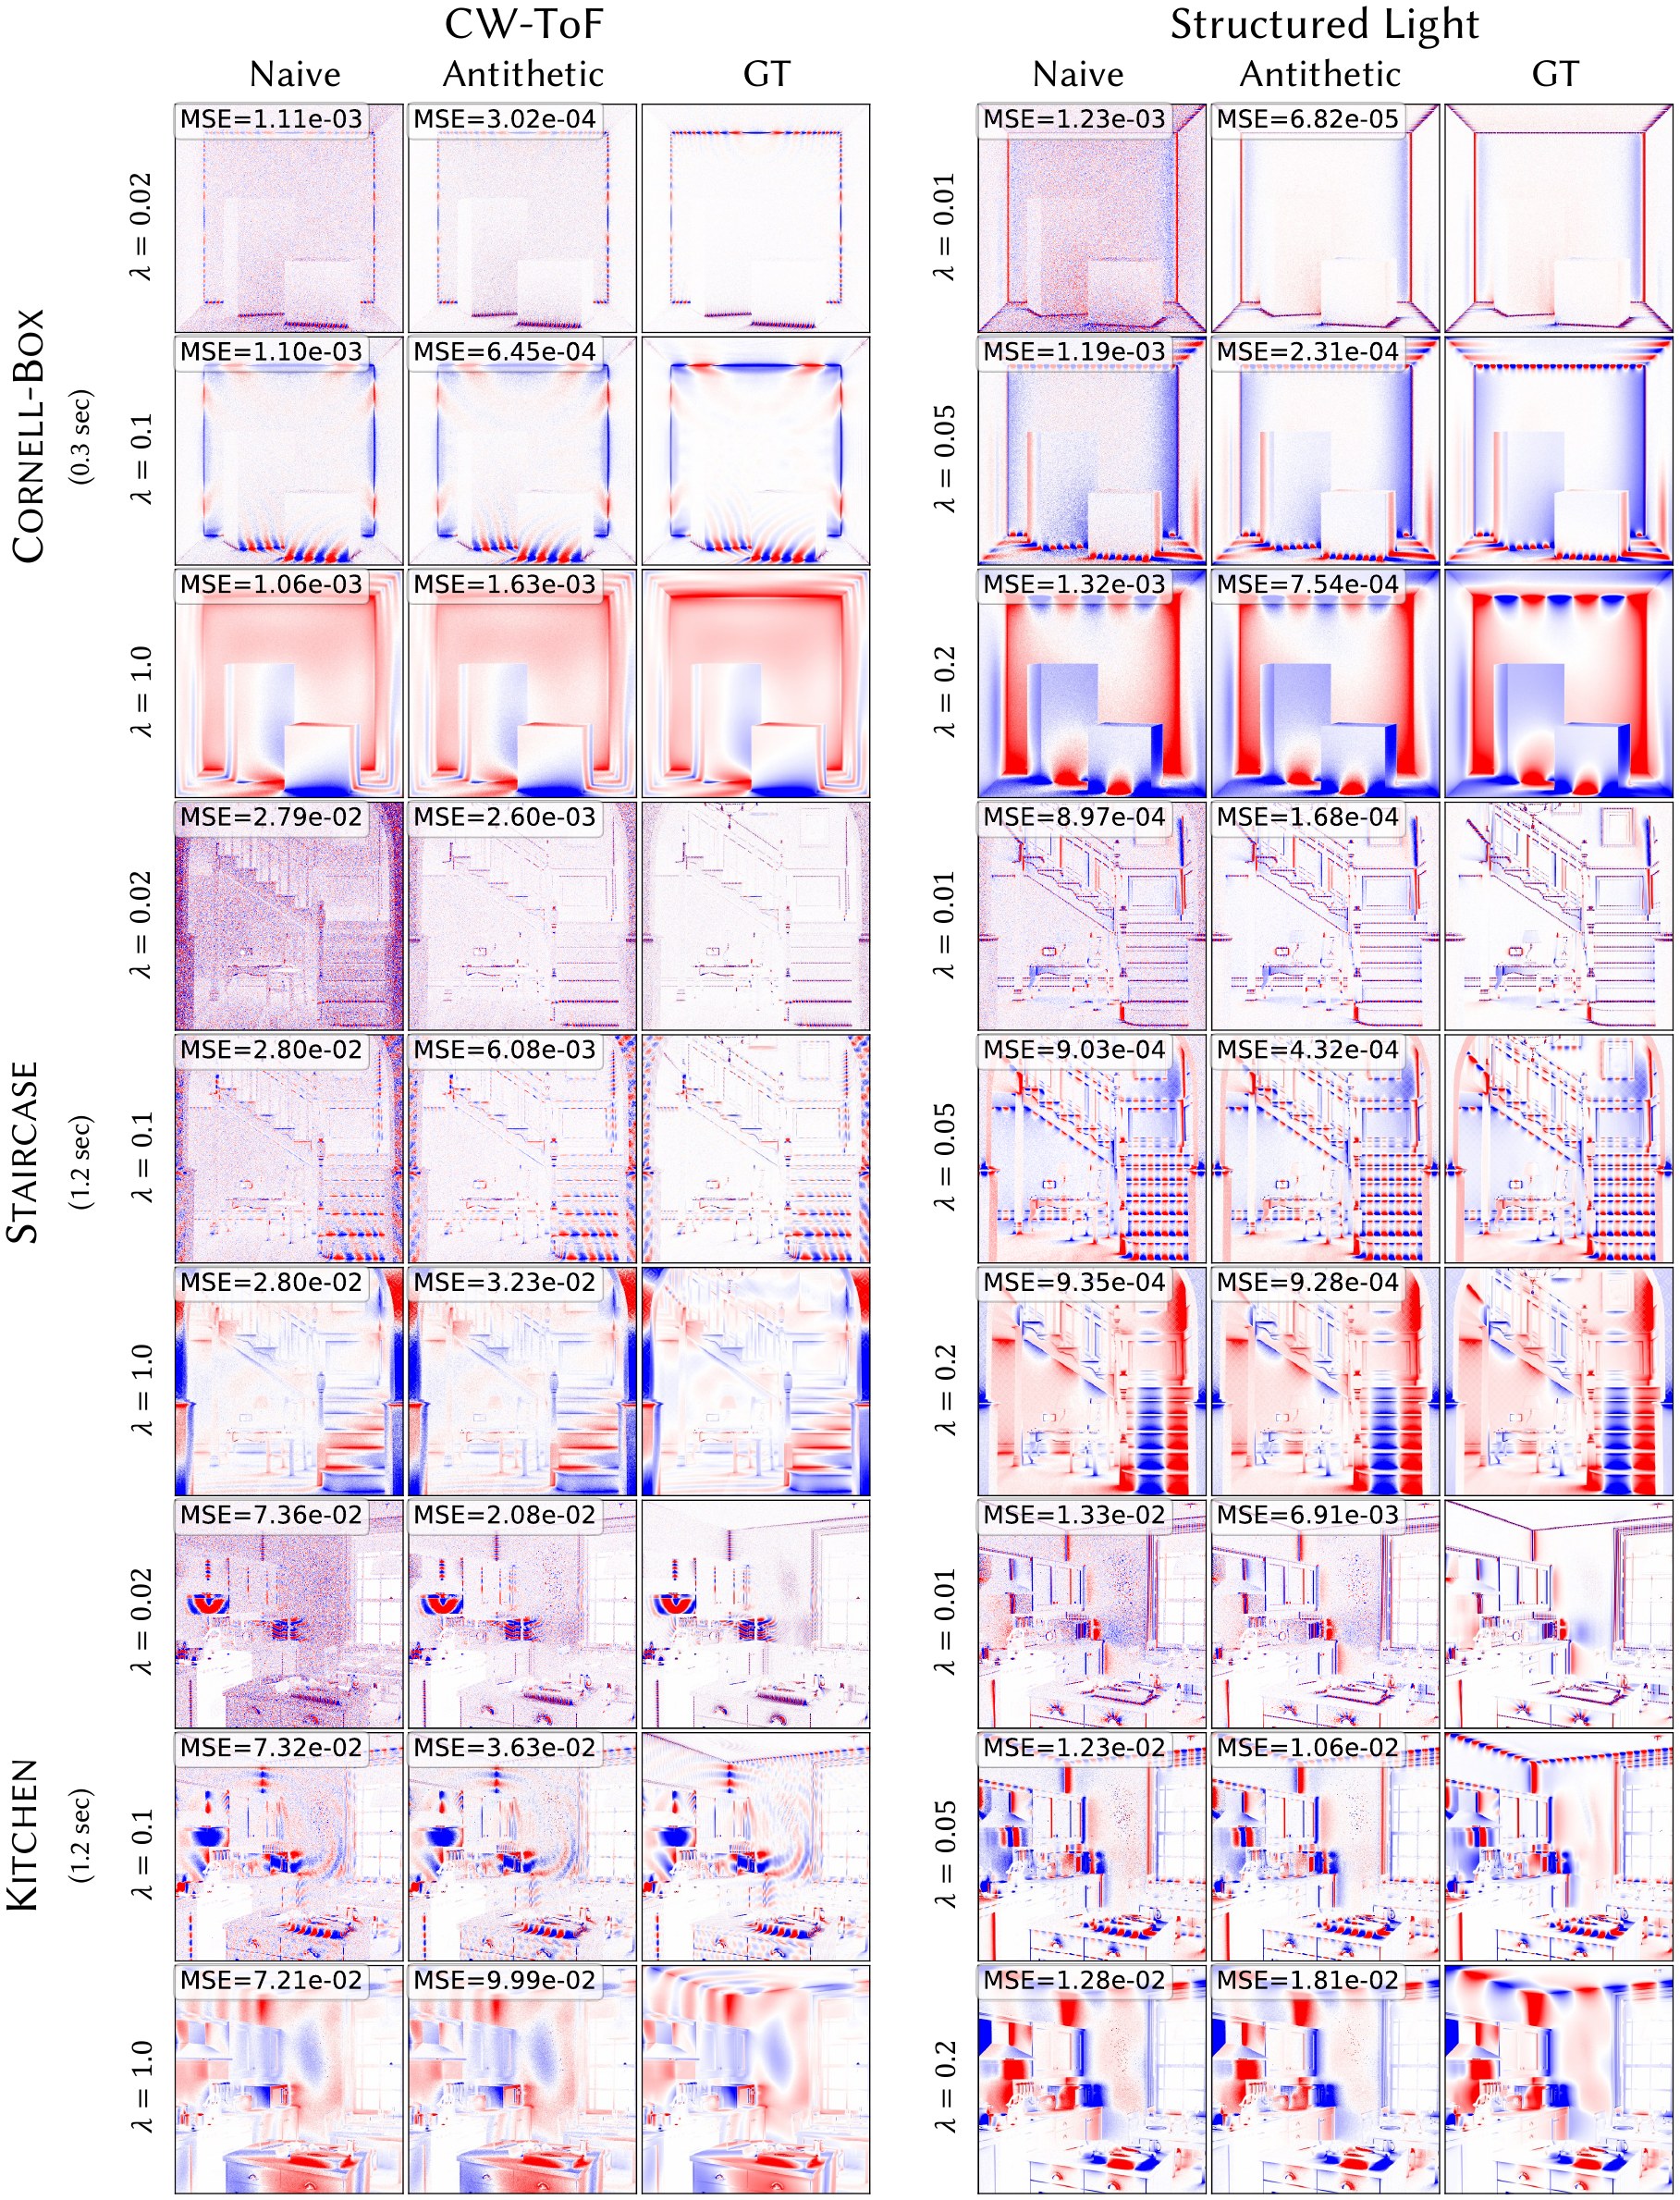 CW-ToF
Structured Light
Naive
Antithetic
GT
Naive
Antithetic
GT
CORNELL-BOX
(0.3 sec)
λ = 0.02
MSE=1.11e-03
MSE=3.02e-04
λ = 0.01
MSE=1.23e-03
MSE=6.82e-05
λ = 0.1
MSE=1.10e-03
MSE=6.45e-04
λ = 0.05
MSE=1.19e-03
MSE=2.31e-04
λ = 1.0
MSE=1.06e-03
MSE=1.63e-03
λ = 0.2
MSE=1.32e-03
MSE=7.54e-04
STAIRCASE
(1.2 sec)
λ = 0.02
MSE=2.79e-02
MSE=2.60e-03
λ = 0.01
MSE=8.97e-04
MSE=1.68e-04
λ = 0.1
MSE=2.80e-02
MSE=6.08e-03
λ = 0.05
MSE=9.03e-04
MSE=4.32e-04
λ = 1.0
MSE=2.80e-02
MSE=3.23e-02
λ = 0.2
MSE=9.35e-04
MSE=9.28e-04
KITCHEN
(1.2 sec)
λ = 0.02
MSE=7.36e-02
MSE=2.08e-02
λ = 0.01
MSE=1.33e-02
MSE=6.91e-03
λ = 0.1
MSE=7.32e-02
MSE=3.63e-02
λ = 0.05
MSE=1.23e-02
MSE=1.06e-02
λ = 1.0
MSE=7.21e-02
MSE=9.99e-02
λ = 0.2
MSE=1.28e-02
MSE=1.81e-02